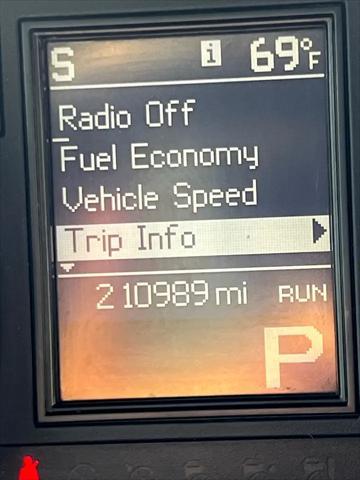 S i 69°F
Radio Off
Fuel Economy
Vehicle Speed
Trip Info
210989 mi RUN
P